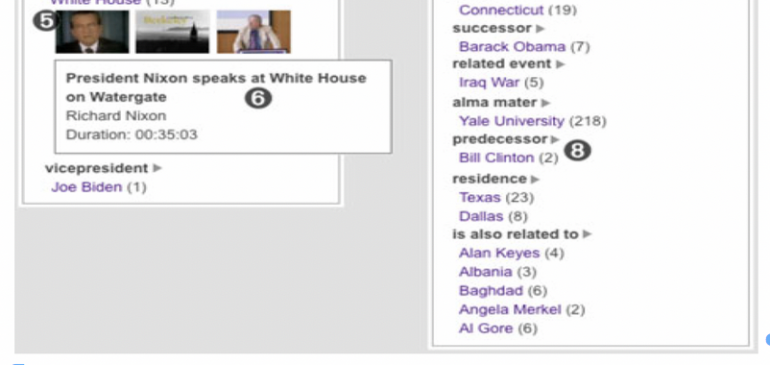 White House (13)
5
President Nixon speaks at White House
on Watergate
6
Richard Nixon
Duration: 00:35:03
vicepresident ▶
Joe Biden (1)
Connecticut (19)
successor ▶
Barack Obama (7)
related event ▶
Iraq War (5)
alma mater ▶
Yale University (218)
predecessor ▶
Bill Clinton (2)
8
residence ▶
Texas (23)
Dallas (8)
is also related to ▶
Alan Keyes (4)
Albania (3)
Baghdad (6)
Angela Merkel (2)
Al Gore (6)